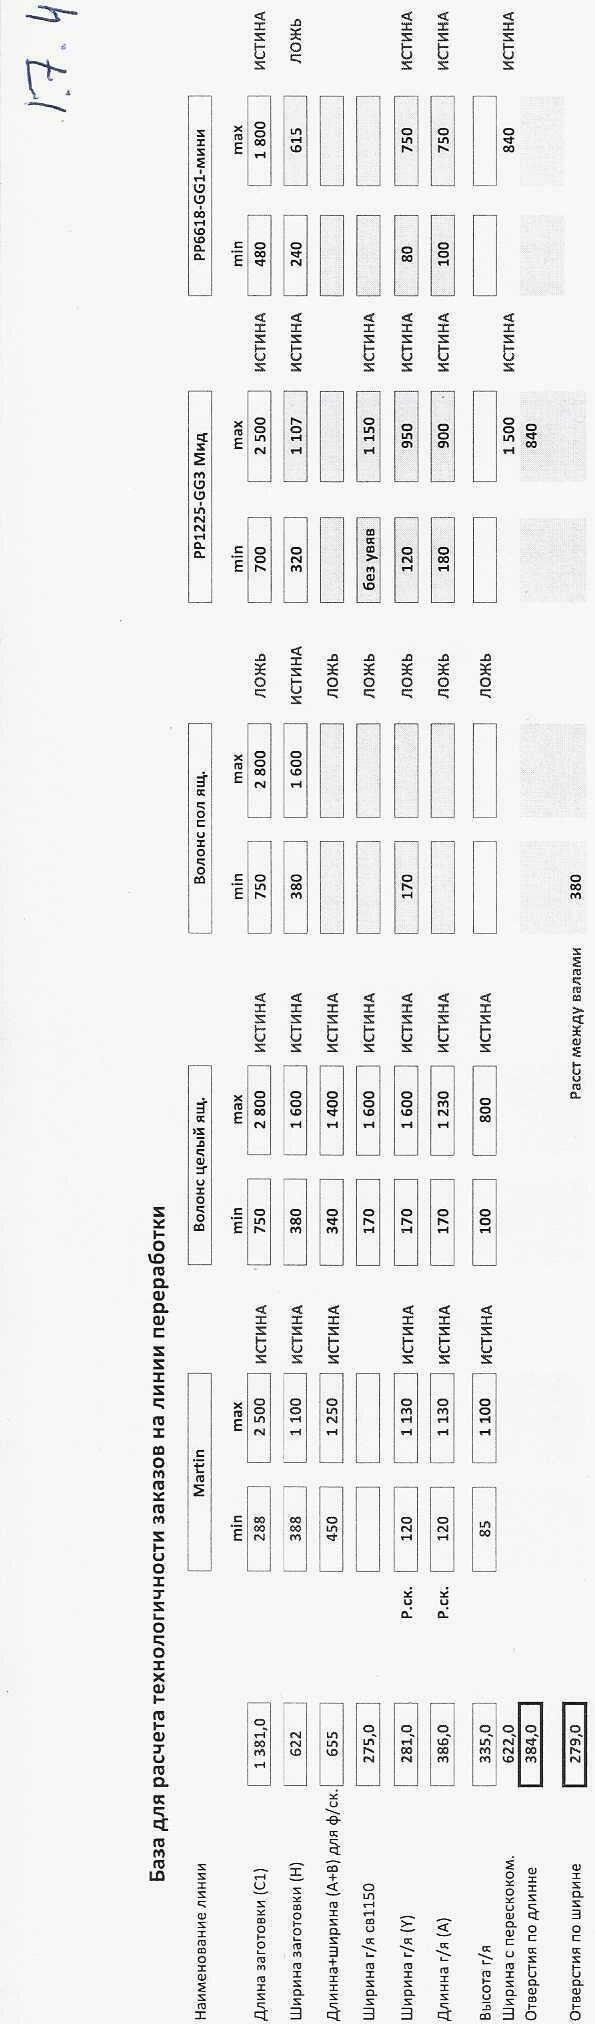 17.4
База для расчета технологичности заказов на линии переработки
Наименование линии Martin Волонс целый ящ. Волонс пол ящ. PP1225-GG3 Мид PP6618-GG1-мини
min max min max min max min max min max
Длина заготовки (С1) 1 381,0 288 2 500 ИСТИНА 750 2 800 ИСТИНА 750 2 800 ЛОЖЬ 700 2 500 ИСТИНА 480 1 800 ИСТИНА
Ширина заготовки (Н) 622 388 1 100 ИСТИНА 380 1 600 ИСТИНА 380 1 600 ИСТИНА 320 1 107 ИСТИНА 240 615 ЛОЖЬ
Длинна+ширина (А+В) для ф/ск. 655 450 1 250 ИСТИНА 340 1 400 ИСТИНА ЛОЖЬ
Ширина г/я св1150 275,0 170 1 600 ИСТИНА ЛОЖЬ без увяв 1 150 ИСТИНА
Ширина г/я (Y) 281,0 Р.ск. 120 1 130 ИСТИНА 170 1 600 ИСТИНА 170 ЛОЖЬ 120 950 ИСТИНА 80 750 ИСТИНА
Длинна г/я (А) 386,0 Р.ск. 120 1 130 ИСТИНА 170 1 230 ИСТИНА ЛОЖЬ 180 900 ИСТИНА 100 750 ИСТИНА
Высота г/я 335,0 85 1 100 ИСТИНА 100 800 ИСТИНА ЛОЖЬ
Ширина с перескоком. 622,0 1 500 ИСТИНА 840 ИСТИНА
Отверстия по длинне 384,0 840
Отверстия по ширине 279,0 Расст между валами 380